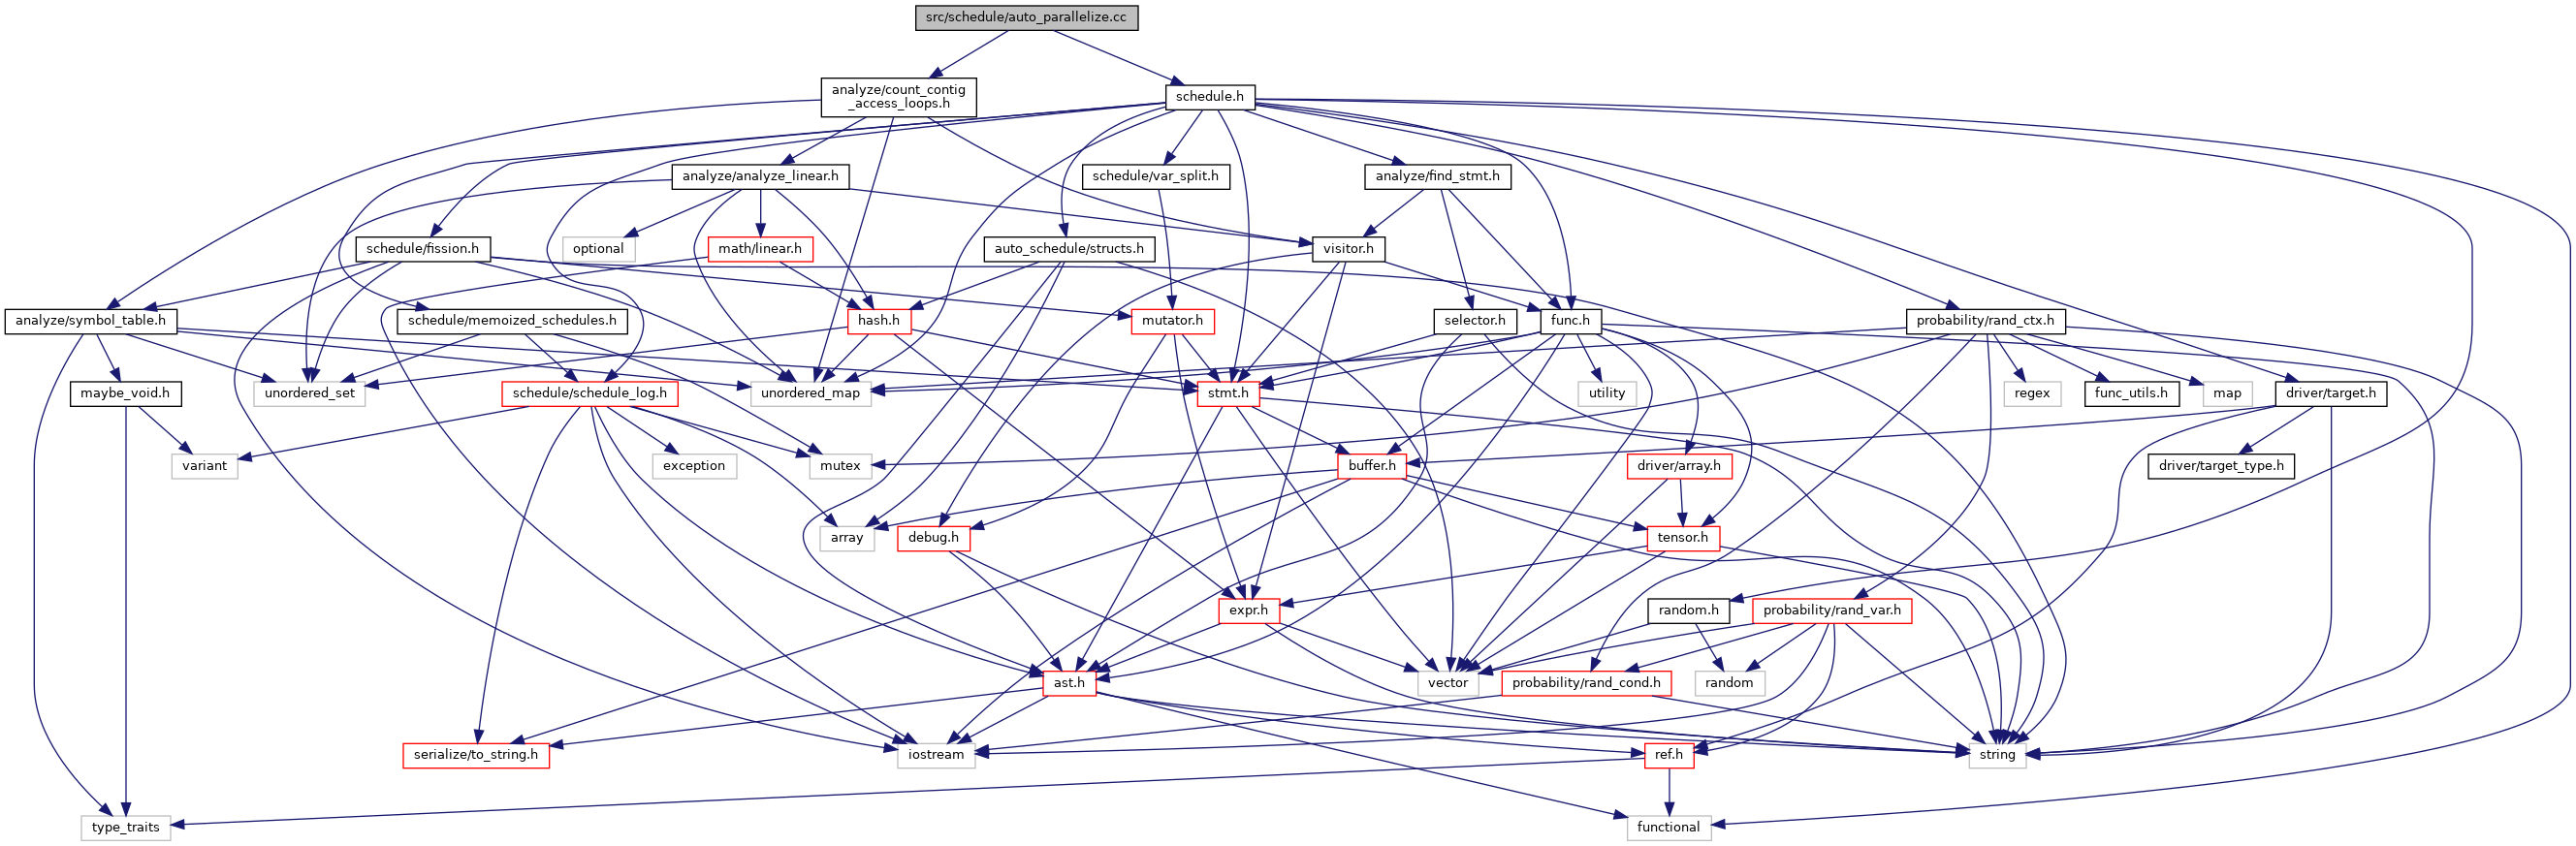 src/schedule/auto_parallelize.cc
analyze/count_contig
_access_loops.h
schedule.h
analyze/analyze_linear.h
schedule/var_split.h
analyze/find_stmt.h
schedule/fission.h
optional
math/linear.h
auto_schedule/structs.h
visitor.h
analyze/symbol_table.h
schedule/memoized_schedules.h
hash.h
mutator.h
selector.h
func.h
probability/rand_ctx.h
maybe_void.h
unordered_set
schedule/schedule_log.h
unordered_map
stmt.h
utility
regex
func_utils.h
map
driver/target.h
variant
exception
mutex
buffer.h
driver/array.h
driver/target_type.h
array
debug.h
tensor.h
expr.h
random.h
probability/rand_var.h
ast.h
vector
probability/rand_cond.h
random
serialize/to_string.h
iostream
ref.h
string
type_traits
functional